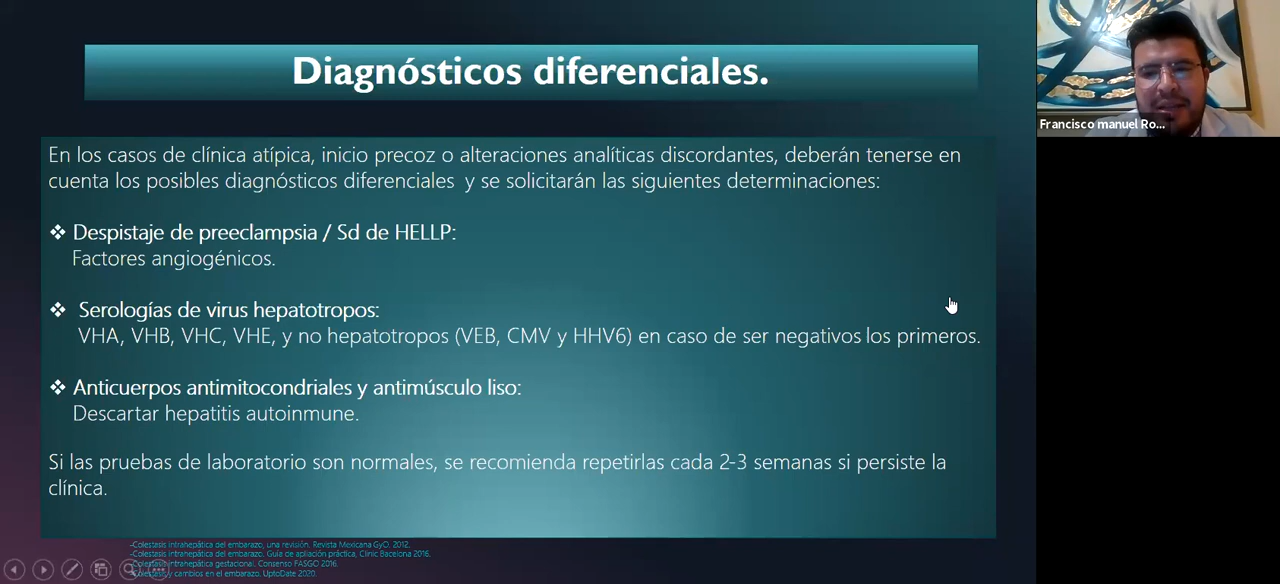 Diagnósticos diferenciales.
Francisco manuel Ro...
En los casos de clínica atípica, inicio precoz o alteraciones analíticas discordantes, deberán tenerse en
cuenta los posibles diagnósticos diferenciales y se solicitarán las siguientes determinaciones:
❖ Despistaje de preeclampsia / Sd de HELLP:
Factores angiogénicos.
❖ Serologías de virus hepatotropos:
VHA, VHB, VHC, VHE, y no hepatotropos (VEB, CMV y HHV6) en caso de ser negativos los primeros.
❖ Anticuerpos antimitocondriales y antimúsculo liso:
Descartar hepatitis autoinmune.
Si las pruebas de laboratorio son normales, se recomienda repetirlas cada 2-3 semanas si persiste la
clínica.
-Colestasis intrahepática del embarazo, una revisión. Revista Mexicana GyO. 2012.
-Colestasis intrahepática del embarazo. Guía de apliación práctica, Clinic Bacelona 2016.
-Colestasis intrahepática gestacional. Consenso FASGO 2016.
y cambios en el embarazo. UptoDate 2020.